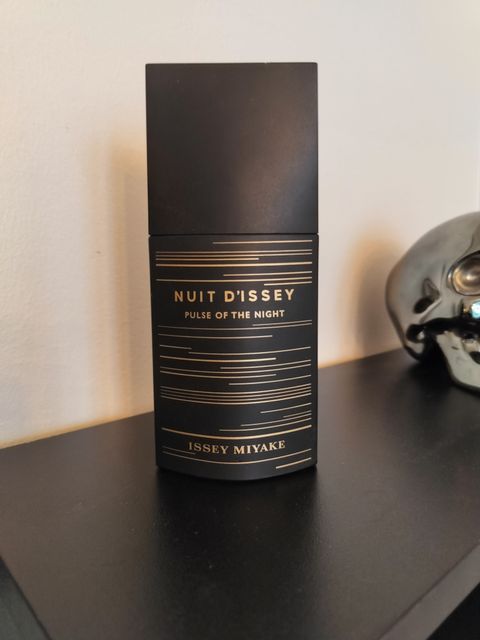 NUIT D'ISSEY
PULSE OF THE NIGHT
ISSEY MIYAKE